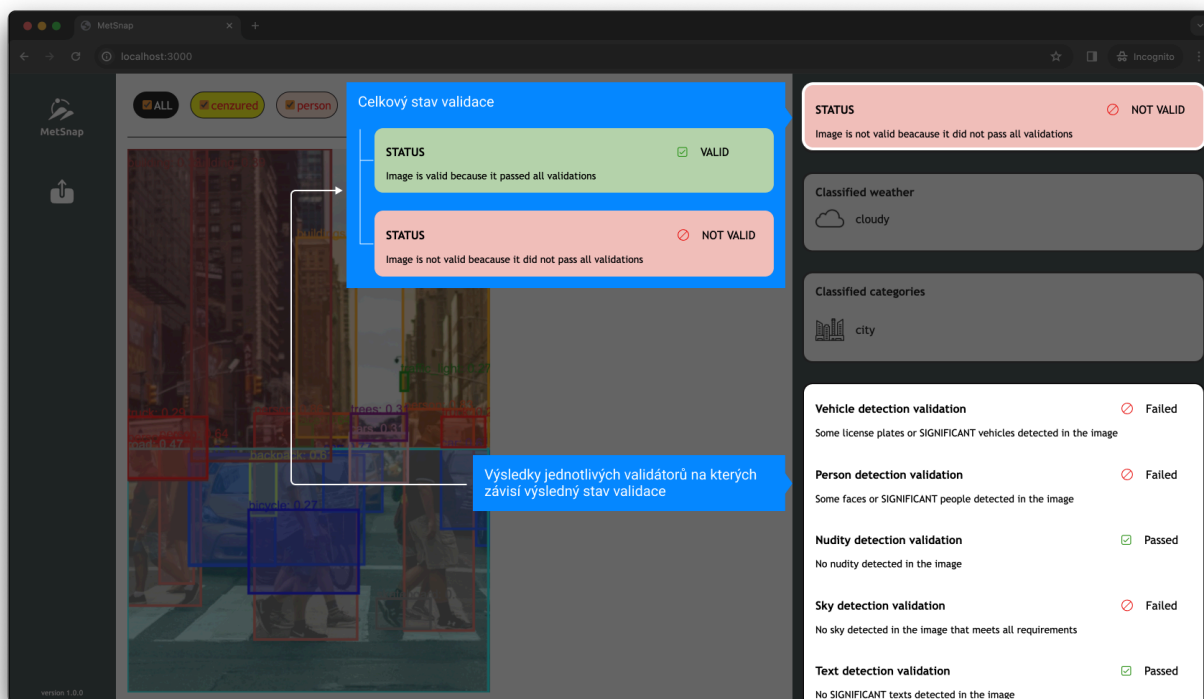 MetSnap
localhost:3000
Incognito
MetSnap
ALL
cenzured
person
Celkový stav validace
STATUS
VALID
Image is valid because it passed all validations
STATUS
NOT VALID
Image is not valid beacause it did not pass all validations
trees: 0.3
road: 0.47
backpack: 0.6
bicycle: 0.27
Výsledky jednotlivých validátorů na kterých
závisí výsledný stav validace
version 1.0.0
STATUS
NOT VALID
Image is not valid beacause it did not pass all validations
Classified weather
cloudy
Classified categories
city
Vehicle detection validation
Failed
Some license plates or SIGNIFICANT vehicles detected in the image
Person detection validation
Failed
Some faces or SIGNIFICANT people detected in the image
Nudity detection validation
Passed
No nudity detected in the image
Sky detection validation
Failed
No sky detected in the image that meets all requirements
Text detection validation
Passed
No SIGNIFICANT texts detected in the image